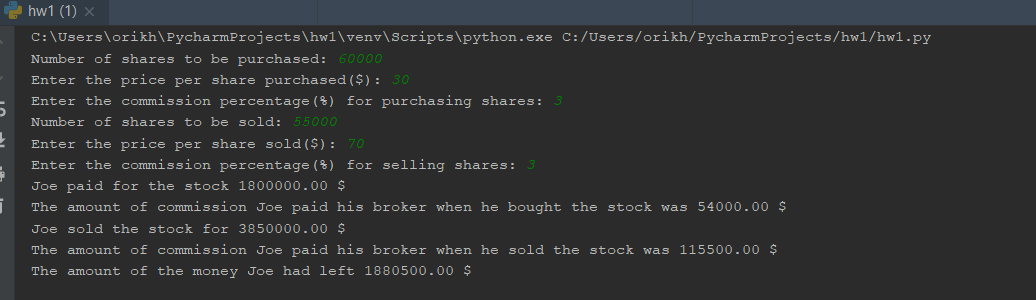 hw1 (1) ×
C:\Users\orikh\PycharmProjects\hw1\venv\Scripts\python.exe C:/Users/orikh/PycharmProjects/hw1/hw1.py
Number of shares to be purchased: 60000
Enter the price per share purchased($): 30
Enter the commission percentage(%) for purchasing shares: 3
Number of shares to be sold: 55000
Enter the price per share sold($): 70
Enter the commission percentage(%) for selling shares: 3
Joe paid for the stock 1800000.00 $
The amount of commission Joe paid his broker when he bought the stock was 54000.00 $
Joe sold the stock for 3850000.00 $
The amount of commission Joe paid his broker when he sold the stock was 115500.00 $
The amount of the money Joe had left 1880500.00 $